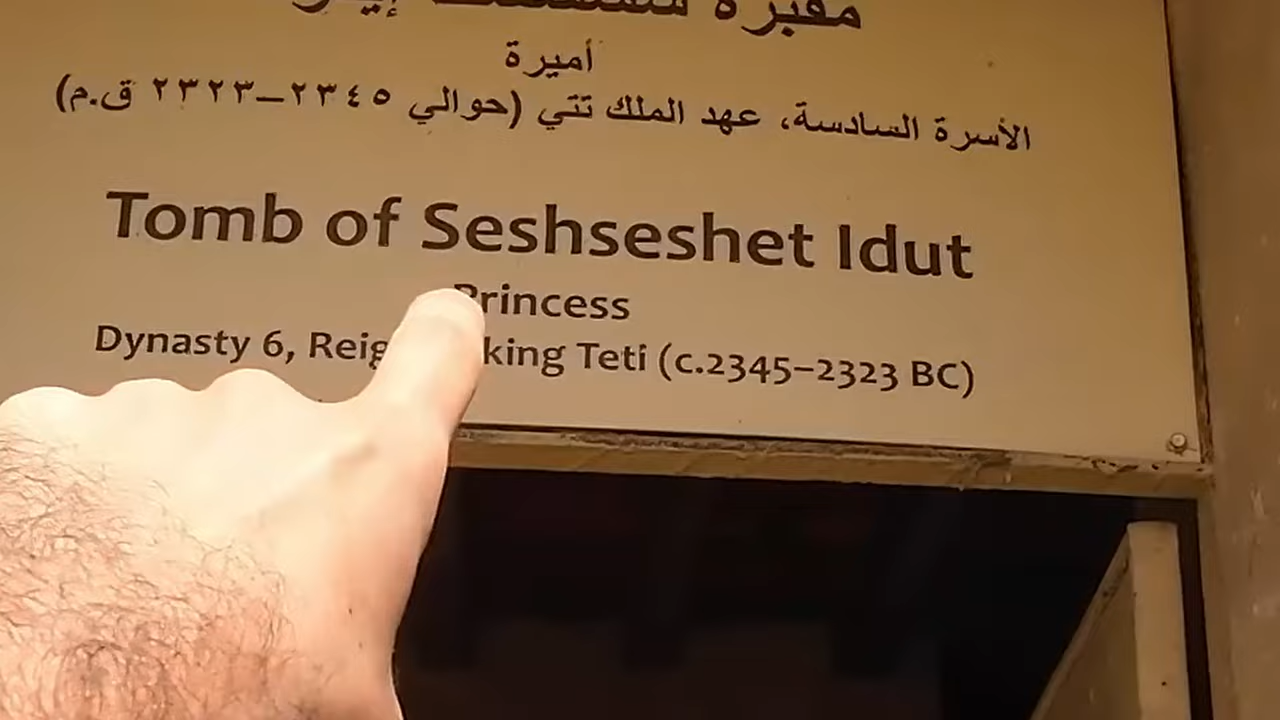 مقبرة
أميرة
الأسرة السادسة، عهد الملك تتي (حوالي ٢٣٤٥–٢٣٢٣ ق.م)
Tomb of Seshseshet Idut
Princess
Dynasty 6, king Teti (c.2345–2323 BC)